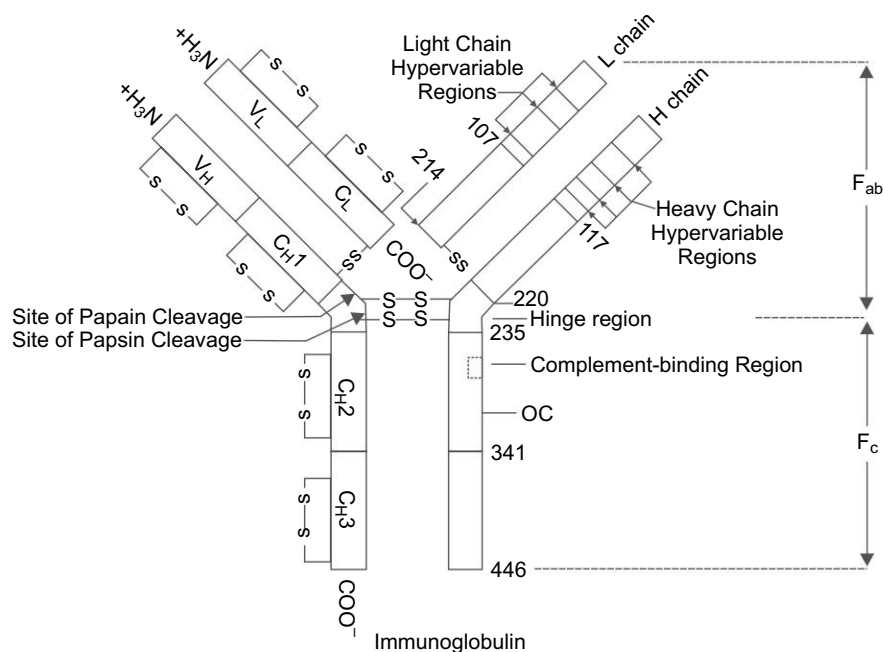 +H3N
+H3N
Light Chain
Hypervariable
Regions
L chain
H chain
S
S
S
S
VL
VH
CL
CH1
S
S
S
S
107
214
117
Heavy Chain
Hypervariable
Regions
Fab
SS
SS
COO–
S
S
S
S
220
Hinge region
235
Site of Papain Cleavage
Site of Papsin Cleavage
Complement-binding Region
S
S
CH2
OC
341
Fc
S
S
CH3
446
COO–
Immunoglobulin